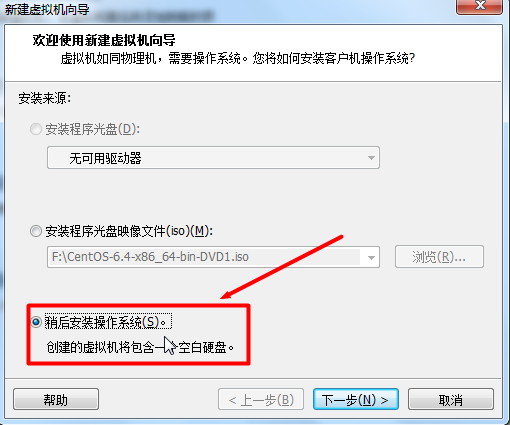 新建虚拟机向导
欢迎使用新建虚拟机向导
虚拟机如同物理机，需要操作系统。您将如何安装客户机操作系统?
安装来源:
安装程序光盘(D):
无可用驱动器
安装程序光盘映像文件(iso)(M):
F:\CentOS-6.4-x86_64-bin-DVD1.iso
浏览(R)...
稍后安装操作系统(S)。
创建的虚拟机将包含一个空白硬盘。
帮助
< 上一步(B)
下一步(N) >
取消